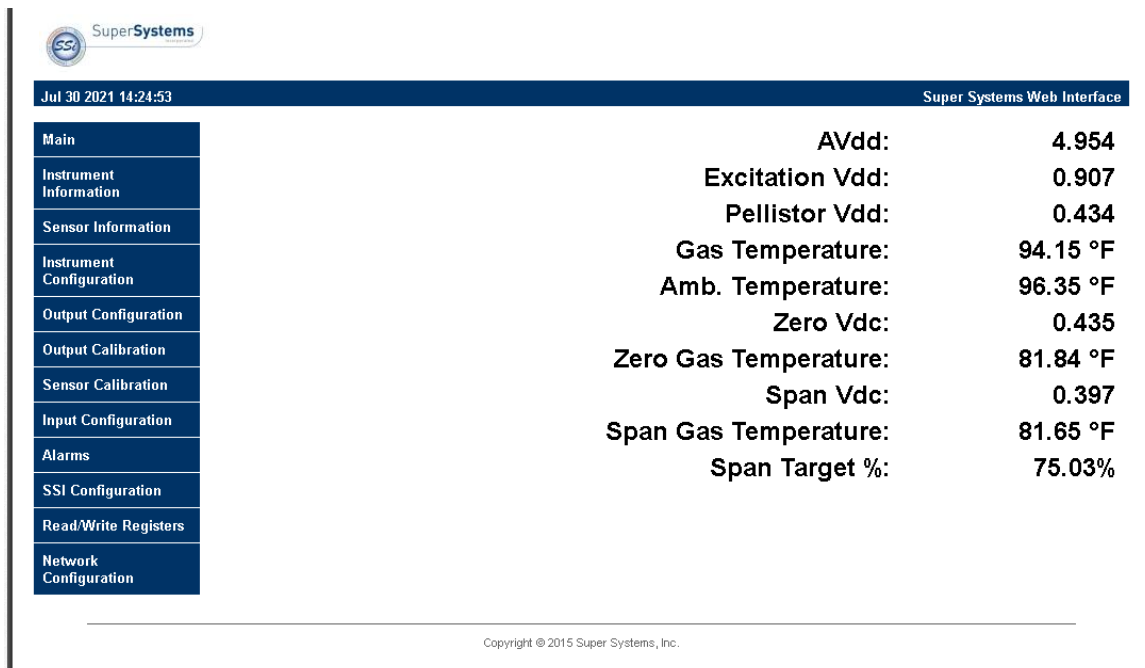 SSi
SuperSystems
incorporated
Jul 30 2021 14:24:53 Super Systems Web Interface
Main
Instrument
Information
Sensor Information
Instrument
Configuration
Output Configuration
Output Calibration
Sensor Calibration
Input Configuration
Alarms
SSI Configuration
Read/Write Registers
Network
Configuration
AVdd: 4.954
Excitation Vdd: 0.907
Pellistor Vdd: 0.434
Gas Temperature: 94.15 °F
Amb. Temperature: 96.35 °F
Zero Vdc: 0.435
Zero Gas Temperature: 81.84 °F
Span Vdc: 0.397
Span Gas Temperature: 81.65 °F
Span Target %: 75.03%
Copyright © 2015 Super Systems, Inc.